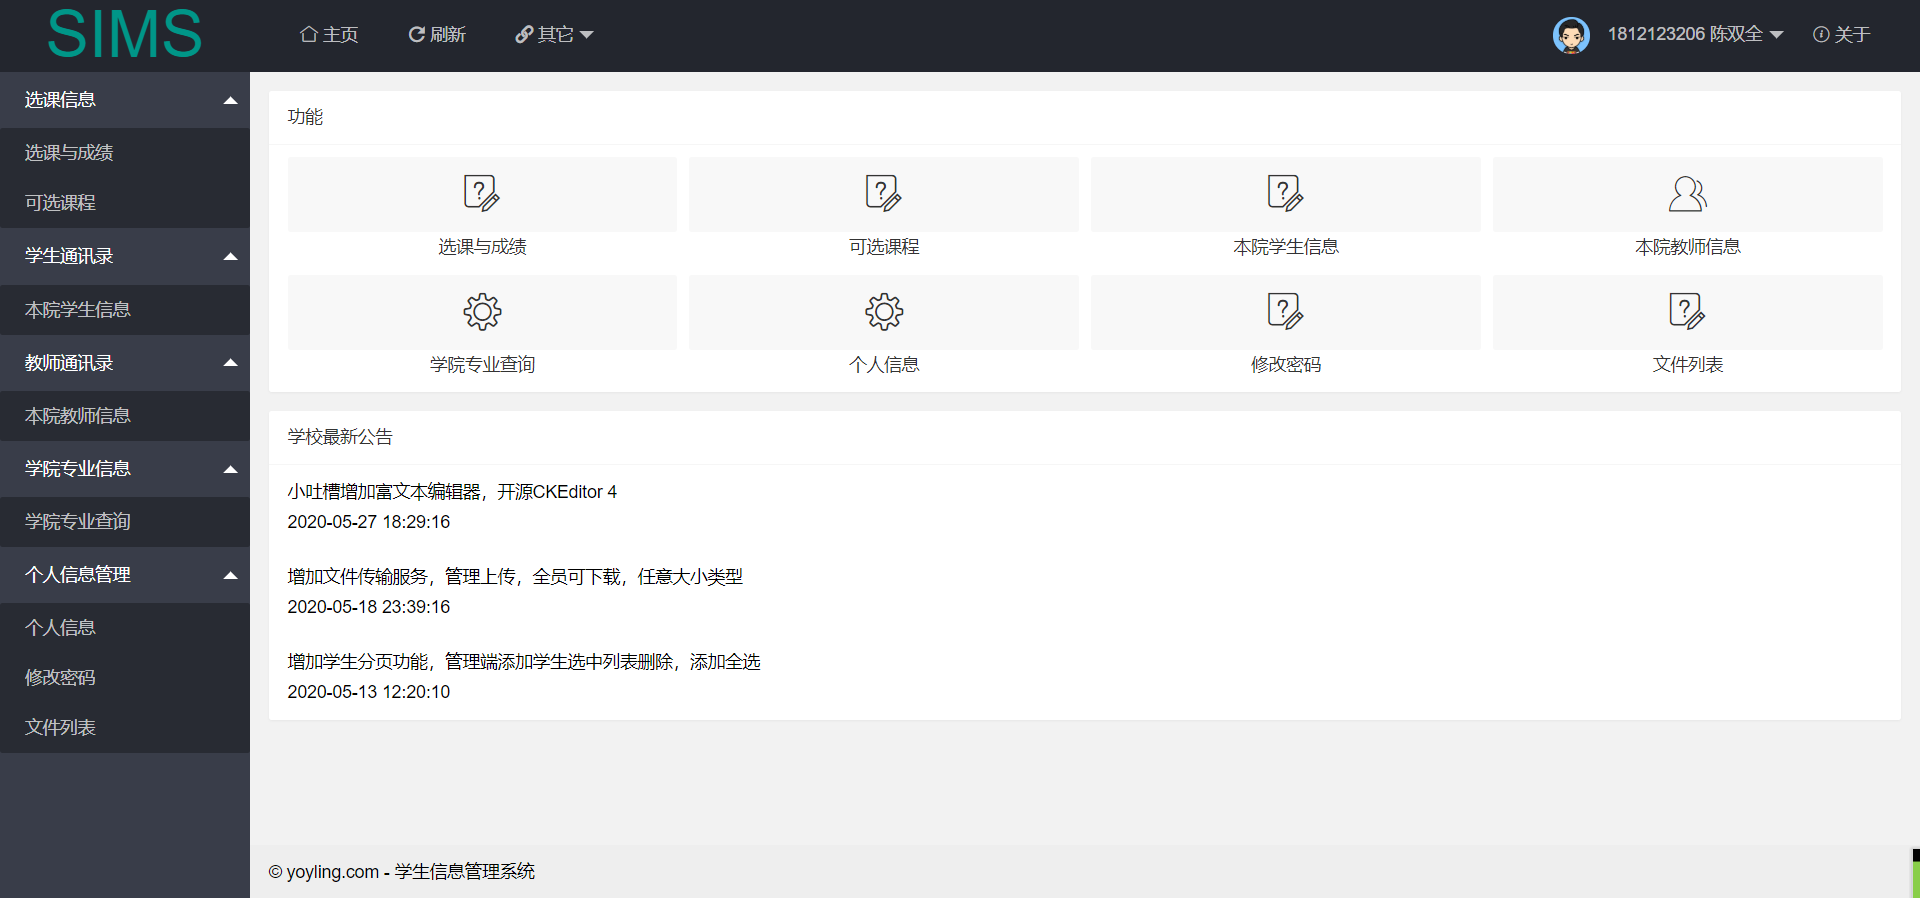 SIMS
主页
刷新
其它
1812123206 陈双全
关于
选课信息
选课与成绩
可选课程
学生通讯录
本院学生信息
教师通讯录
本院教师信息
学院专业信息
学院专业查询
个人信息管理
个人信息
修改密码
文件列表
功能
选课与成绩
可选课程
本院学生信息
本院教师信息
学院专业查询
个人信息
修改密码
文件列表
学校最新公告
小吐槽增加富文本编辑器，开源CKEditor 4
2020-05-27 18:29:16
增加文件传输服务，管理上传，全员可下载，任意大小类型
2020-05-18 23:39:16
增加学生分页功能，管理端添加学生选中列表删除，添加全选
2020-05-13 12:20:10
© yoyling.com - 学生信息管理系统